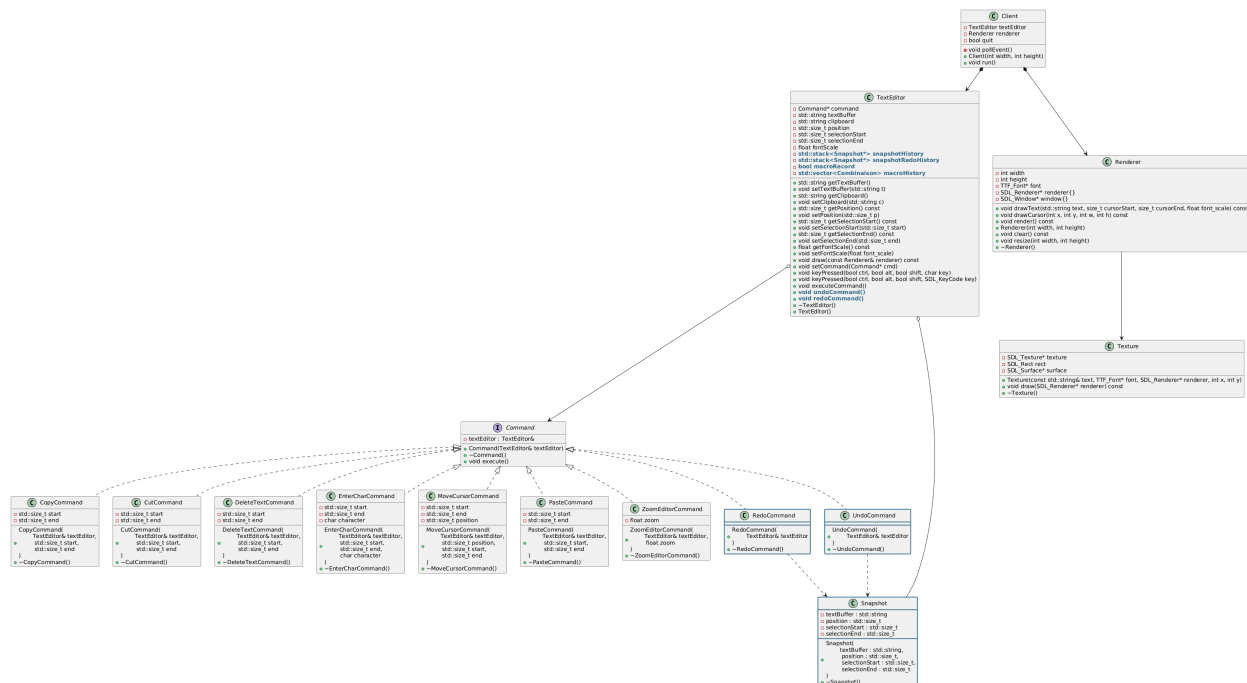 Client
TextEditor textEditor
Renderer renderer
bool quit
void pollEvent()
Client(int width, int height)
void run()
TextEditor
Command* command
std::string textBuffer
std::string clipboard
std::size_t position
std::size_t selectionStart
std::size_t selectionEnd
float fontScale
std::stack<Snapshot*> snapshotHistory
std::stack<Snapshot*> snapshotRedoHistory
bool macroRecord
std::vector<Combinaison> macroHistory
std::string getTextBuffer()
void setTextBuffer(std::string t)
std::string getClipboard()
void setClipboard(std::string c)
std::size_t getPosition() const
void setPosition(std::size_t p)
std::size_t getSelectionStart() const
void setSelectionStart(std::size_t start)
std::size_t getSelectionEnd() const
void setSelectionEnd(std::size_t end)
float getFontScale() const
void setFontScale(float font_scale)
void draw(const Renderer& renderer) const
void setCommand(Command* cmd)
void keyPressed(bool ctrl, bool alt, bool shift, char key)
void keyPressed(bool ctrl, bool alt, bool shift, SDL_KeyCode key)
void executeCommand()
void undoCommand()
void redoCommand()
~TextEditor()
TextEditor()
Renderer
int width
int height
TTF_Font* font
SDL_Renderer* renderer{}
SDL_Window* window{}
void drawText(std::string text, size_t cursorStart, size_t cursorEnd, float font_scale) const
void drawCursor(int x, int y, int w, int h) const
void render() const
Renderer(int width, int height)
void clear() const
void resize(int width, int height)
~Renderer()
Texture
SDL_Texture* texture
SDL_Rect rect
SDL_Surface* surface
Texture(const std::string& text, TTF_Font* font, SDL_Renderer* renderer, int x, int y)
void draw(SDL_Renderer* renderer) const
~Texture()
Command
textEditor : TextEditor&
Command(TextEditor& textEditor)
~Command()
void execute()
CopyCommand
std::size_t start
std::size_t end
CopyCommand(
TextEditor& textEditor,
std::size_t start,
std::size_t end
)
~CopyCommand()
CutCommand
std::size_t start
std::size_t end
CutCommand(
TextEditor& textEditor,
std::size_t start,
std::size_t end
)
~CutCommand()
DeleteTextCommand
std::size_t start
std::size_t end
DeleteTextCommand(
TextEditor& textEditor,
std::size_t start,
std::size_t end
)
~DeleteTextCommand()
EnterCharCommand
std::size_t start
std::size_t end
char character
EnterCharCommand(
TextEditor& textEditor,
std::size_t start,
std::size_t end,
char character
)
~EnterCharCommand()
MoveCursorCommand
std::size_t start
std::size_t end
std::size_t position
MoveCursorCommand(
TextEditor& textEditor,
std::size_t position,
std::size_t start,
std::size_t end
)
~MoveCursorCommand()
PasteCommand
std::size_t start
std::size_t end
PasteCommand(
TextEditor& textEditor,
std::size_t start,
std::size_t end
)
~PasteCommand()
ZoomEditorCommand
float zoom
ZoomEditorCommand(
TextEditor& textEditor,
float zoom
)
~ZoomEditorCommand()
RedoCommand
RedoCommand(
TextEditor& textEditor
)
~RedoCommand()
UndoCommand
UndoCommand(
TextEditor& textEditor
)
~UndoCommand()
Snapshot
textBuffer : std::string
position : std::size_t
selectionStart : std::size_t
selectionEnd : std::size_t
Snapshot(
textBuffer : std::string,
position : std::size_t,
selectionStart : std::size_t,
selectionEnd : std::size_t
)
~Snapshot()